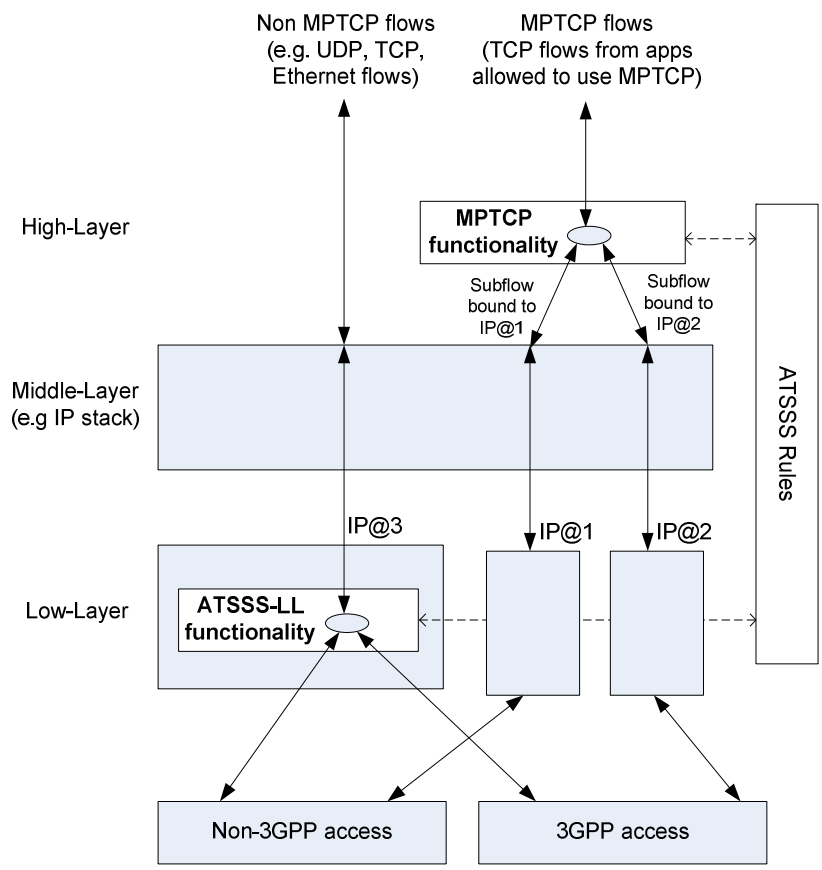 Non MPTCP flows
(e.g. UDP, TCP,
Ethernet flows)
MPTCP flows
(TCP flows from apps
allowed to use MPTCP)
High-Layer
MPTCP
functionality
Subflow
bound to
IP@1
Subflow
bound to
IP@2
Middle-Layer
(e.g IP stack)
ATSSS Rules
IP@3
IP@1
IP@2
Low-Layer
ATSSS-LL
functionality
Non-3GPP access
3GPP access